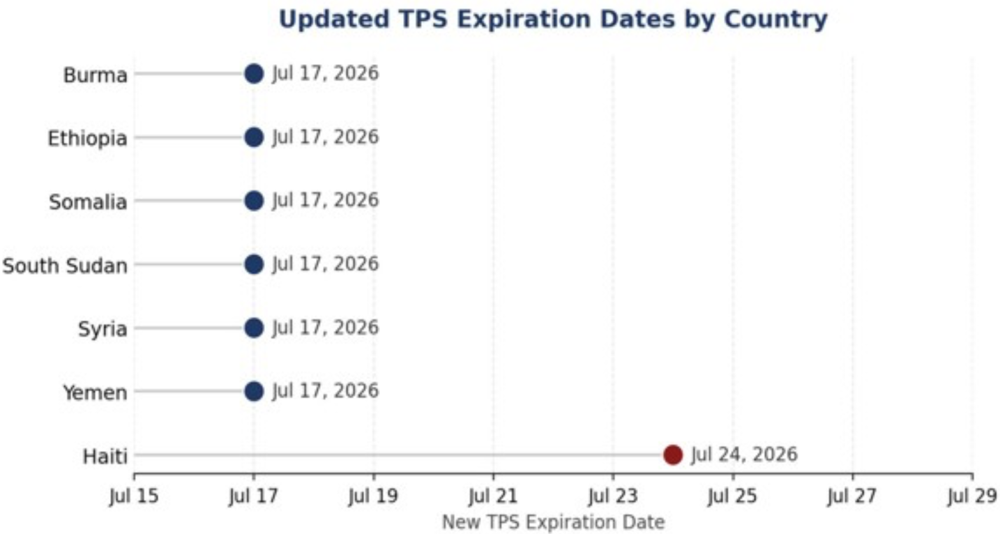 Updated TPS Expiration Dates by Country
Burma Jul 17, 2026
Ethiopia Jul 17, 2026
Somalia Jul 17, 2026
South Sudan Jul 17, 2026
Syria Jul 17, 2026
Yemen Jul 17, 2026
Haiti Jul 24, 2026
Jul 15 Jul 17 Jul 19 Jul 21 Jul 23 Jul 25 Jul 27 Jul 29
New TPS Expiration Date